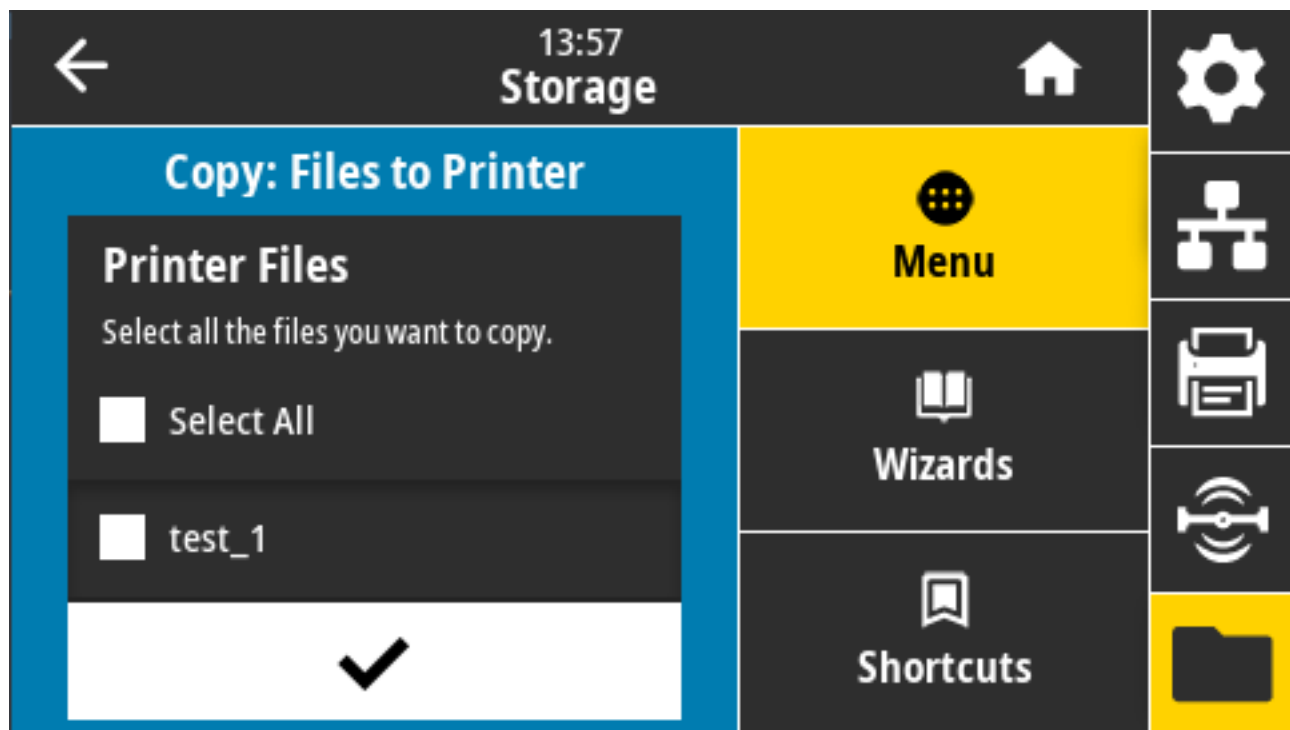 13:57
Storage
Copy: Files to Printer
Printer Files
Select all the files you want to copy.
Select All
test_1
Menu
Wizards
Shortcuts